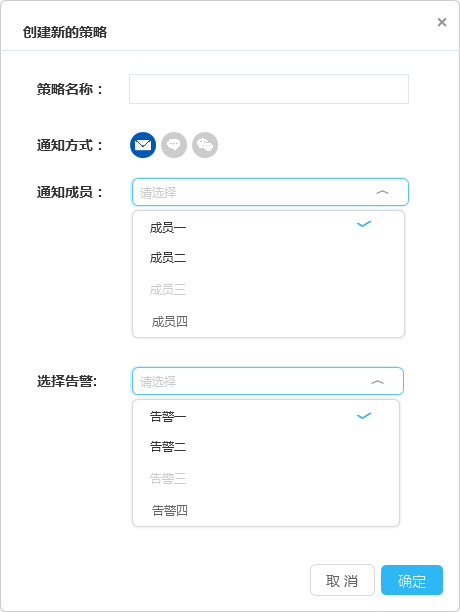 创建新的策略
×
策略名称：
通知方式：
通知成员：
请选择
成员一
成员二
成员三
成员四
选择告警:
请选择
告警一
告警二
告警三
告警四
取 消 确定